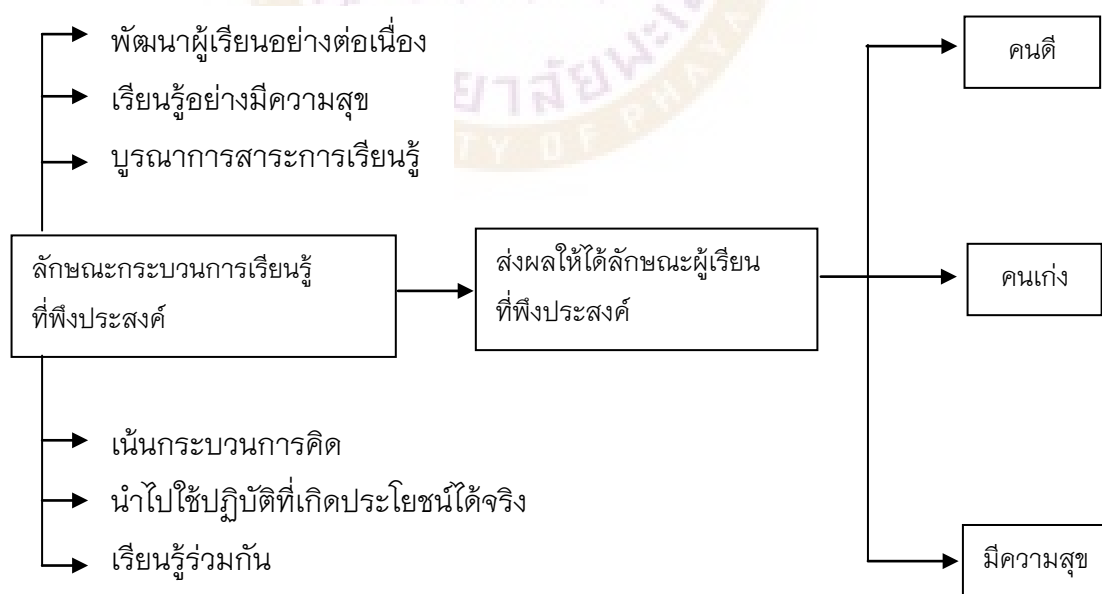 พัฒนาผู้เรียนอย่างต่อเนื่อง
เรียนรู้อย่างมีความสุข
บูรณาการสาระการเรียนรู้
ลักษณะกระบวนการเรียนรู้
ที่พึงประสงค์
เน้นกระบวนการคิด
นำไปใช้ปฏิบัติที่เกิดประโยชน์ได้จริง
เรียนรู้ร่วมกัน
ส่งผลให้ได้ลักษณะผู้เรียน
ที่พึงประสงค์
คนดี
คนเก่ง
มีความสุข